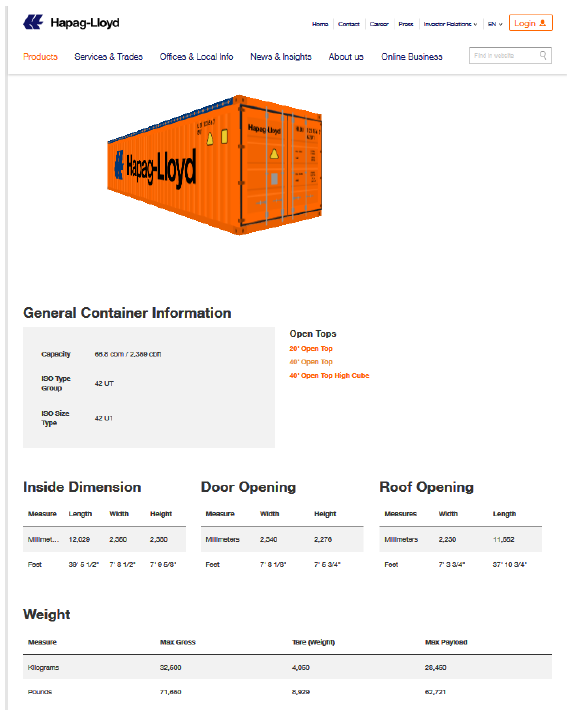 Hapag-Lloyd
Home Contact Career Press Investor Relations EN Login
Products Services & Trades Offices & Local Info News & Insights About us Online Business
Find in website
Hapag-Lloyd
Hapag-Lloyd
General Container Information
Open Tops
20' Open Top
40' Open Top
40' Open Top High Cube
Capacity 66.8 cbm / 2,359 cbft
ISO Type Group 42 UT
ISO Size Type 42 U1
Inside Dimension
Measure Length Width Height
Millimet... 12,029 2,350
Feet 39' 5 1/2" 7' 8 1/2" 7' 9 5/8"
Door Opening
Measure Width Height
Millimeters 2,340 2,276
Feet 7' 8 1/8" 7' 5 3/4"
Roof Opening
Measures Width Length
Millimeters 2,230 11,552
Feet 7' 3 3/4" 37' 10 3/4"
Weight
Measure Max Gross Tare (Weight) Max Payload
Kilograms 32,500 4,050 28,450
Pounds 71,650 8,929 62,721